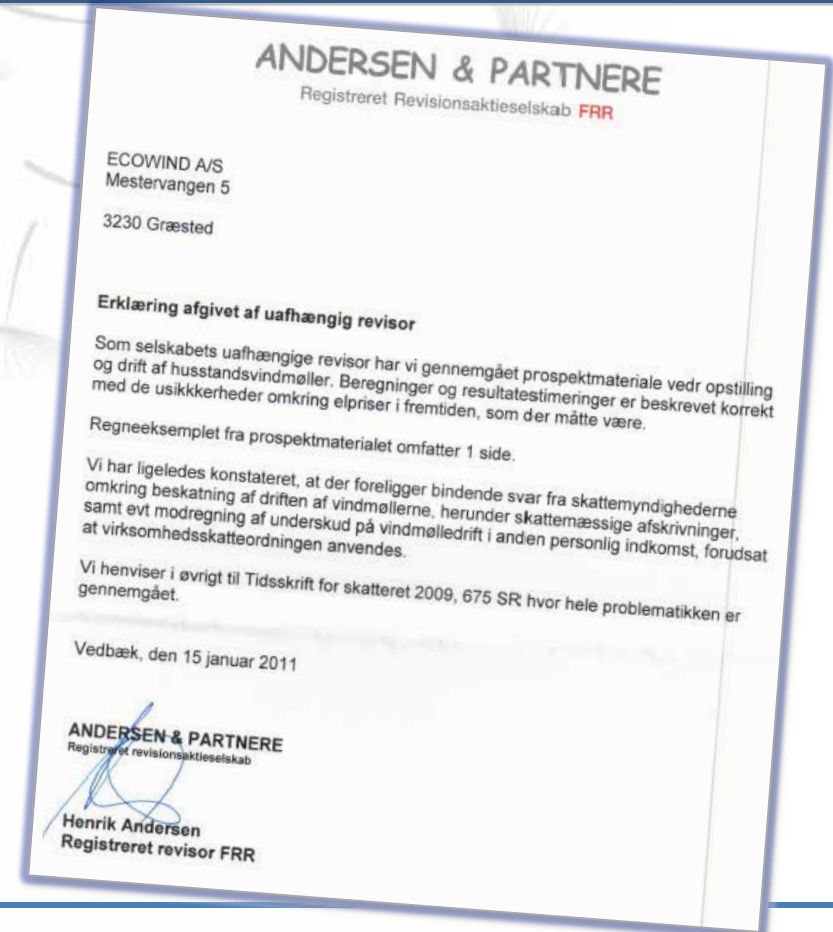 ANDERSEN & PARTNERE
Registreret Revisionsaktieselskab FRR
ECOWIND A/S
Mestervangen 5
3230 Græsted
Erklæring afgivet af uafhængig revisor
Som selskabets uafhængige revisor har vi gennemgået prospektmateriale vedr opstilling
og drift af husstandsvindmøller. Beregninger og resultatestimeringer er beskrevet korrekt
med de usikkkerheder omkring elpriser i fremtiden, som der måtte være.
Regneeksemplet fra prospektmaterialet omfatter 1 side.
Vi har ligeledes konstateret, at der foreligger bindende svar fra skattemyndighederne
omkring beskatning af driften af vindmøllerne, herunder skattemæssige afskrivninger,
samt evt modregning af underskud på vindmølledrift i anden personlig indkomst, forudsat
at virksomhedsskatteordningen anvendes.
Vi henviser i øvrigt til Tidsskrift for skatteret 2009, 675 SR hvor hele problematikken er
gennemgået.
Vedbæk, den 15 januar 2011
ANDERSEN & PARTNERE
Registreret revisionsaktieselskab
Henrik Andersen
Registreret revisor FRR